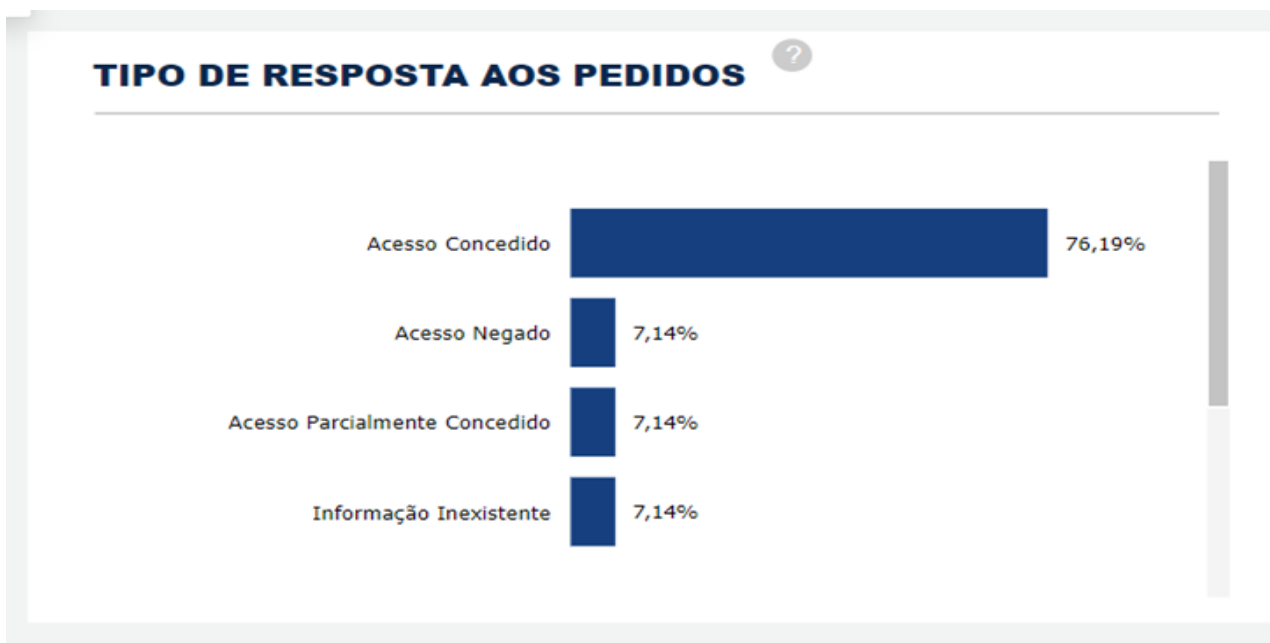 TIPO DE RESPOSTA AOS PEDIDOS ?
Acesso Concedido 76,19%
Acesso Negado 7,14%
Acesso Parcialmente Concedido 7,14%
Informação Inexistente 7,14%